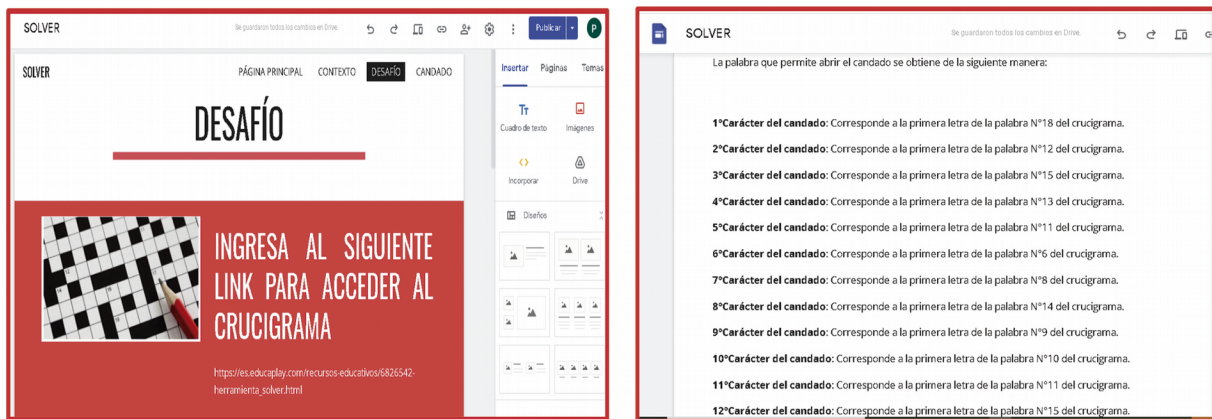 SOLVER
Se guardaron todos los cambios en Drive.
Publicar
P
SOLVER
PÁGINA PRINCIPAL CONTEXTO DESAFÍO CANDADO
DESAFÍO
INGRESA AL SIGUIENTE
LINK PARA ACCEDER AL
CRUCIGRAMA
https://es.educaplay.com/recursos-educativos/6826542-
herramienta_solver.html
Insertar Páginas Temas
Cuadro de texto Imágenes
Incorporar Drive
Diseños
SOLVER
Se guardaron todos los cambios en Drive.
La palabra que permite abrir el candado se obtiene de la siguiente manera:
1°Carácter del candado: Corresponde a la primera letra de la palabra N°18 del crucigrama.
2°Carácter del candado: Corresponde a la primera letra de la palabra N°12 del crucigrama.
3°Carácter del candado: Corresponde a la primera letra de la palabra N°15 del crucigrama.
4°Carácter del candado: Corresponde a la primera letra de la palabra N°13 del crucigrama.
5°Carácter del candado: Corresponde a la primera letra de la palabra N°11 del crucigrama.
6°Carácter del candado: Corresponde a la primera letra de la palabra N°6 del crucigrama.
7°Carácter del candado: Corresponde a la primera letra de la palabra N°8 del crucigrama.
8°Carácter del candado: Corresponde a la primera letra de la palabra N°14 del crucigrama.
9°Carácter del candado: Corresponde a la primera letra de la palabra N°9 del crucigrama.
10°Carácter del candado: Corresponde a la primera letra de la palabra N°10 del crucigrama.
11°Carácter del candado: Corresponde a la primera letra de la palabra N°11 del crucigrama.
12°Carácter del candado: Corresponde a la primera letra de la palabra N°15 del crucigrama.